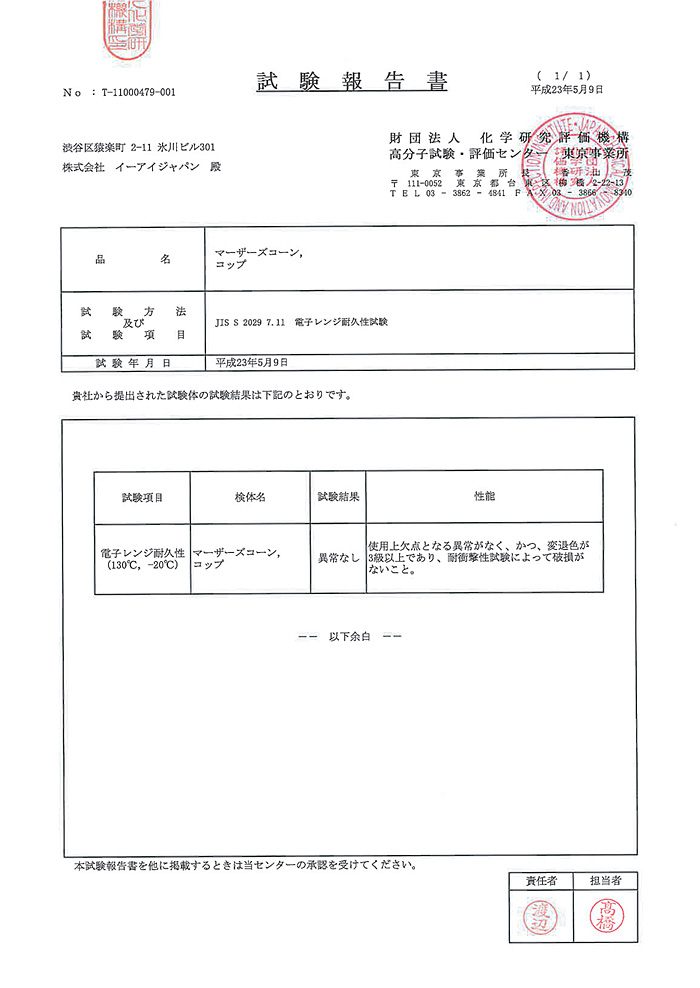 No : T-11000479-001
試験報告書
( 1/ 1)
平成23年5月9日
渋谷区猿楽町 2-11 氷川ビル301
株式会社 イーアイジャパン 殿
財団法人 化学研究評価機構
高分子試験・評価センター 東京事業所
東京事業所長 香山 茂
〒 111-0052 東京都台東区柳橋2-22-13
TEL 03 - 3862 - 4841 FAX 03 - 3866 - 8340
品名
マーザーズコーン,
コップ
試験方法
及び
試験項目
JIS S 2029 7.11 電子レンジ耐久性試験
試験年月日
平成23年5月9日
貴社から提出された試験体の試験結果は下記のとおりです。
試験項目 検体名 試験結果 性能
電子レンジ耐久性
(130℃, -20℃)
マーザーズコーン,
コップ
異常なし
使用上欠点となる異常がなく、かつ、変退色が
3級以上であり、耐衝撃性試験によって破損が
ないこと。
―― 以下余白 ――
本試験報告書を他に掲載するときは当センターの承認を受けてください。
責任者 担当者
渡辺 高橋